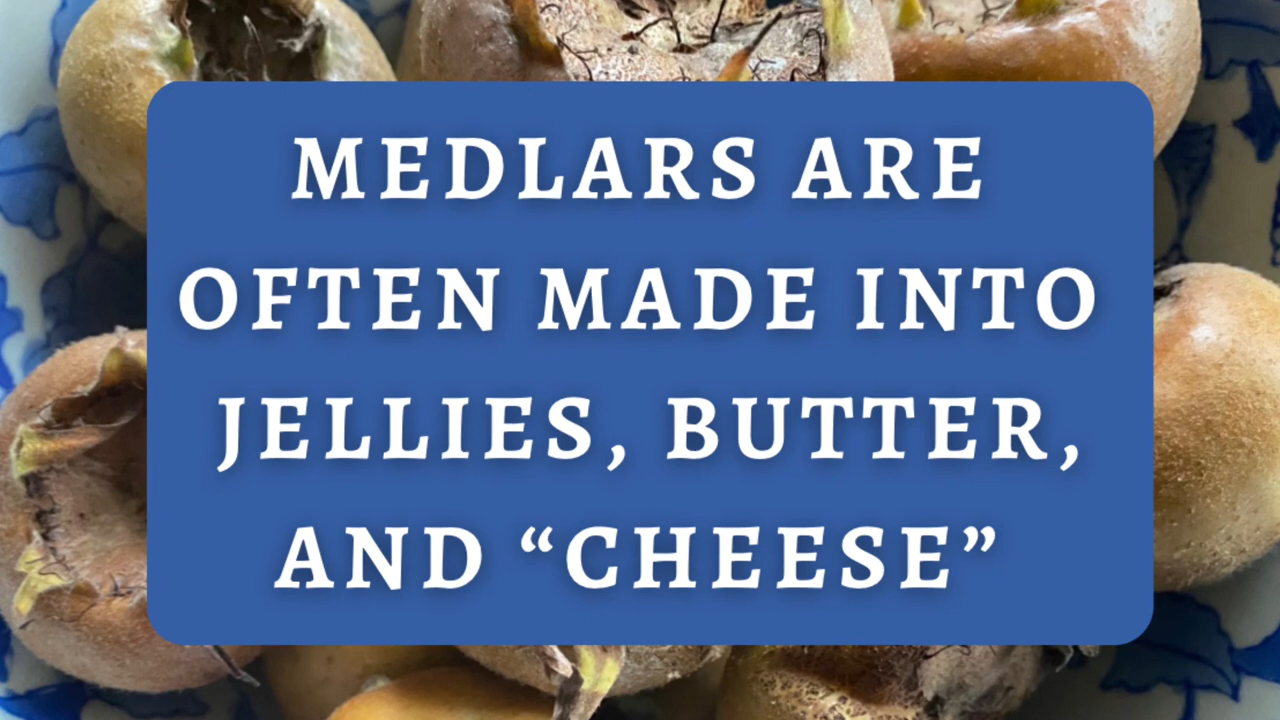 MEDLARS ARE
OFTEN MADE INTO
JELLIES, BUTTER,
AND “CHEESE”